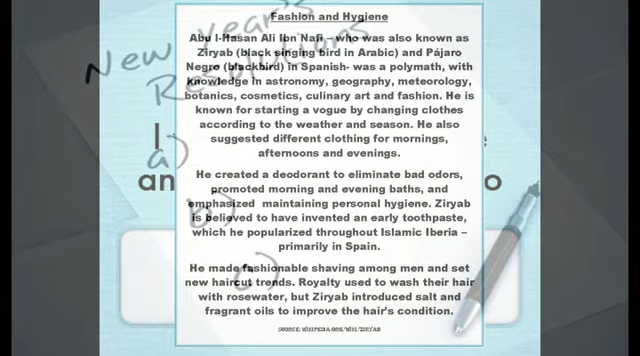 Fashion and Hygiene
Abu l-Hasan Ali Ibn Nafi – who was also known as
Ziryab (black singing bird in Arabic) and Pájaro
Negro (blackbird) in Spanish- was a polymath, with
knowledge in astronomy, geography, meteorology,
botanics, cosmetics, culinary art and fashion. He is
known for starting a vogue by changing clothes
according to the weather and season. He also
suggested different clothing for mornings,
afternoons and evenings.
He created a deodorant to eliminate bad odors,
promoted morning and evening baths, and
emphasized maintaining personal hygiene. Ziryab
is believed to have invented an early toothpaste,
which he popularized throughout Islamic Iberia –
primarily in Spain.
He made fashionable shaving among men and set
new haircut trends. Royalty used to wash their hair
with rosewater, but Ziryab introduced salt and
fragrant oils to improve the hair's condition.
SOURCE: WIKIPEDIA.ORG/WIKI/ZIRYAB
New Year's
Resolutions
a)
b)
c)